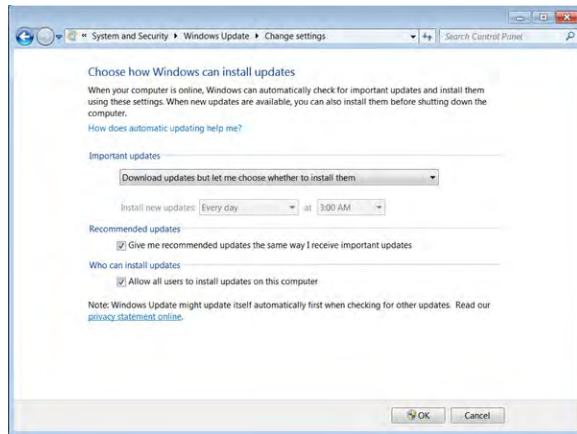 « System and Security ▸ Windows Update ▸ Change settings
Search Control Panel
Choose how Windows can install updates
When your computer is online, Windows can automatically check for important updates and install them
using these settings. When new updates are available, you can also install them before shutting down the
computer.
How does automatic updating help me?
Important updates
Download updates but let me choose whether to install them
Install new updates: Every day at 3:00 AM
Recommended updates
Give me recommended updates the same way I receive important updates
Who can install updates
Allow all users to install updates on this computer
Note: Windows Update might update itself automatically first when checking for other updates. Read our
privacy statement online.
OK Cancel